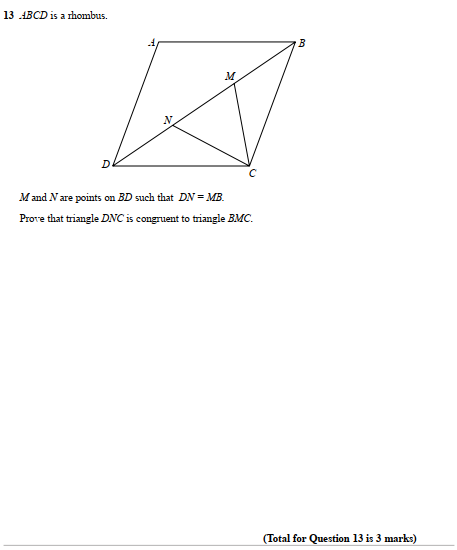 13 ABCD is a rhombus.
A
B
M
N
D
C
M and N are points on BD such that DN = MB.
Prove that triangle DNC is congruent to triangle BMC.
(Total for Question 13 is 3 marks)